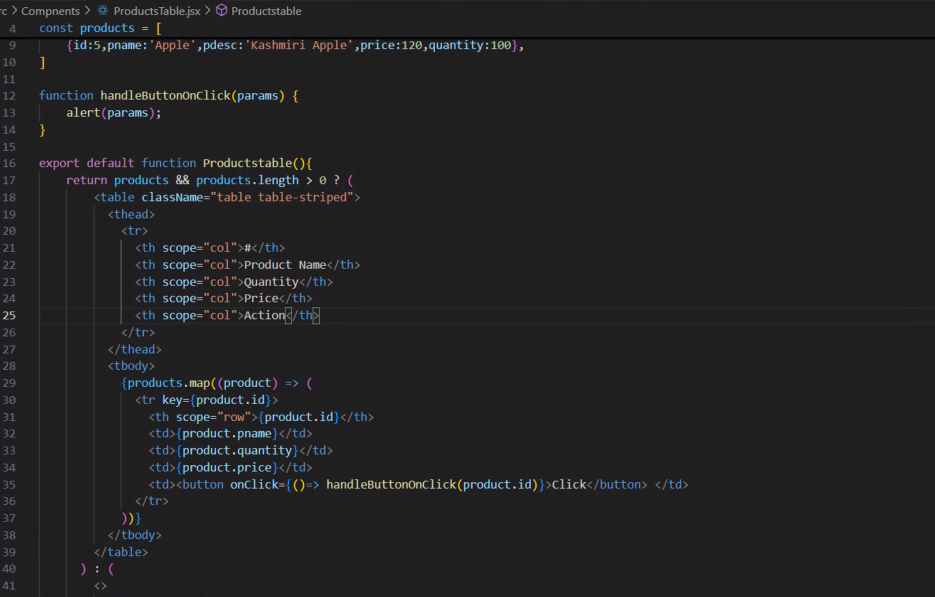 rc > Compnents > ProductsTable.jsx > Productstable
4 const products = [
9 {id:5,pname:'Apple',pdesc:'Kashmiri Apple',price:120,quantity:100},
10 ]
11
12 function handleButtonOnClick(params) {
13 alert(params);
14 }
15
16 export default function Productstable(){
17 return products && products.length > 0 ? (
18 <table className="table table-striped">
19 <thead>
20 <tr>
21 <th scope="col">#</th>
22 <th scope="col">Product Name</th>
23 <th scope="col">Quantity</th>
24 <th scope="col">Price</th>
25 <th scope="col">Action</th>
26 </tr>
27 </thead>
28 <tbody>
29 {products.map((product) => (
30 <tr key={product.id}>
31 <th scope="row">{product.id}</th>
32 <td>{product.pname}</td>
33 <td>{product.quantity}</td>
34 <td>{product.price}</td>
35 <td><button onClick={()=> handleButtonOnClick(product.id)}>Click</button> </td>
36 </tr>
37 ))}
38 </tbody>
39 </table>
40 ) : (
41 <>